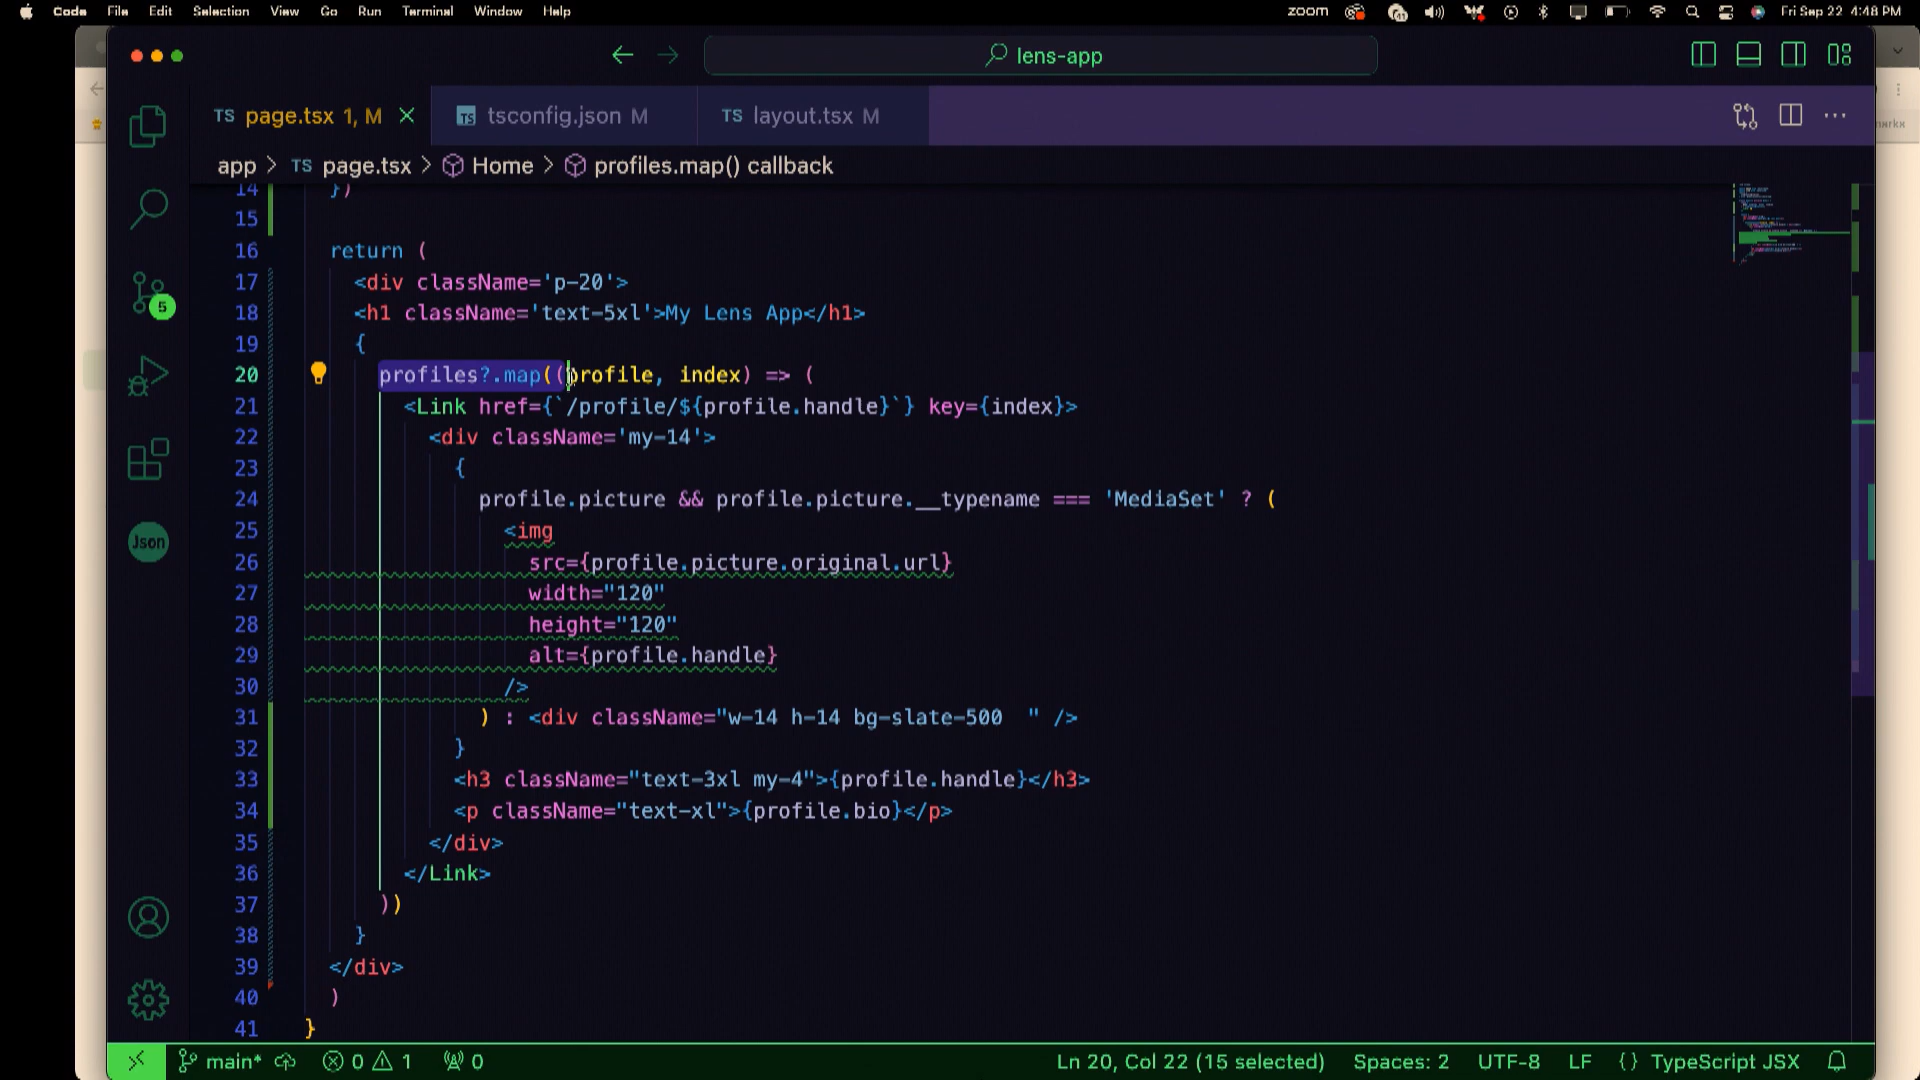 Code File Edit Selection View Go Run Terminal Window Help zoom Fri Sep 22 4:48 PM
lens-app
TS page.tsx 1, M TS tsconfig.json M TS layout.tsx M
app > TS page.tsx > Home > profiles.map() callback
14 })
15
16 return (
17 <div className='p-20'>
18 <h1 className='text-5xl'>My Lens App</h1>
19 {
20 profiles?.map((profile, index) => (
21 <Link href={`/profile/${profile.handle}`} key={index}>
22 <div className='my-14'>
23 {
24 profile.picture && profile.picture.__typename === 'MediaSet' ? (
25 <img
26 src={profile.picture.original.url}
27 width="120"
28 height="120"
29 alt={profile.handle}
30 />
31 ) : <div className="w-14 h-14 bg-slate-500  " />
32 }
33 <h3 className="text-3xl my-4">{profile.handle}</h3>
34 <p className="text-xl">{profile.bio}</p>
35 </div>
36 </Link>
37 ))
38 }
39 </div>
40 )
41 }
5
Json
main* 0 1 0 Ln 20, Col 22 (15 selected) Spaces: 2 UTF-8 LF {} TypeScript JSX